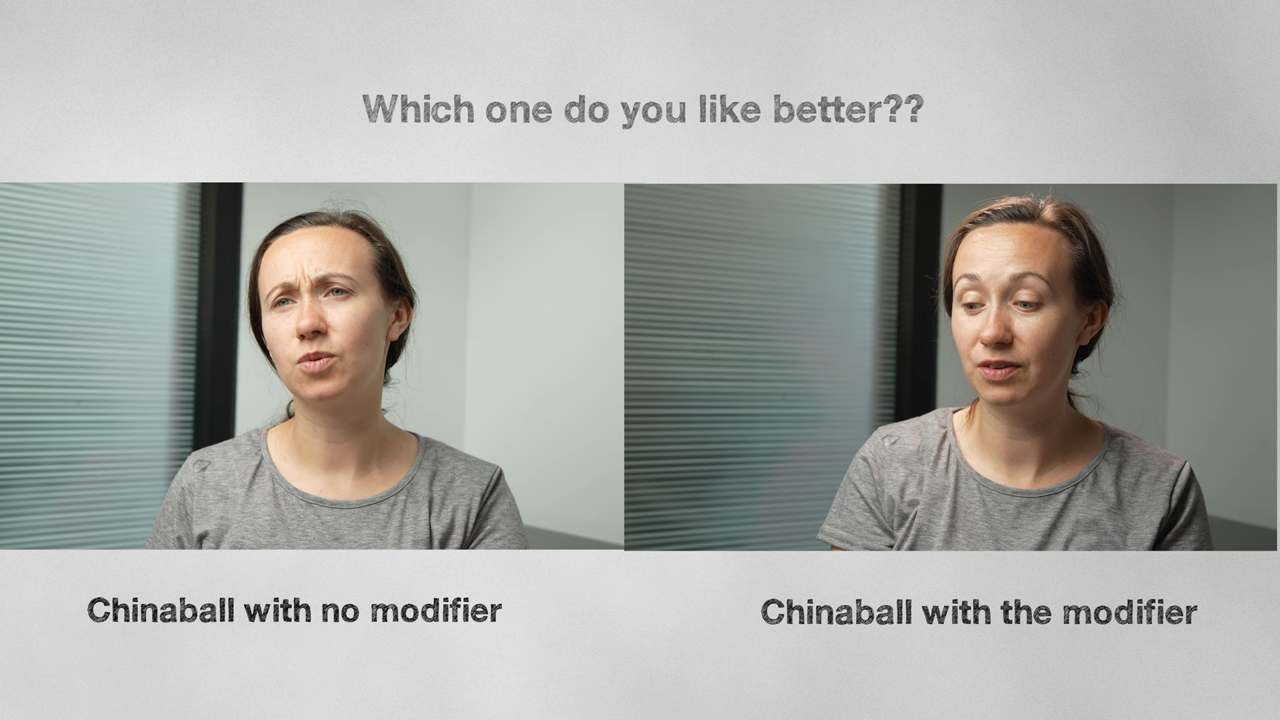 Which one do you like better??
Chinaball with no modifier
Chinaball with the modifier